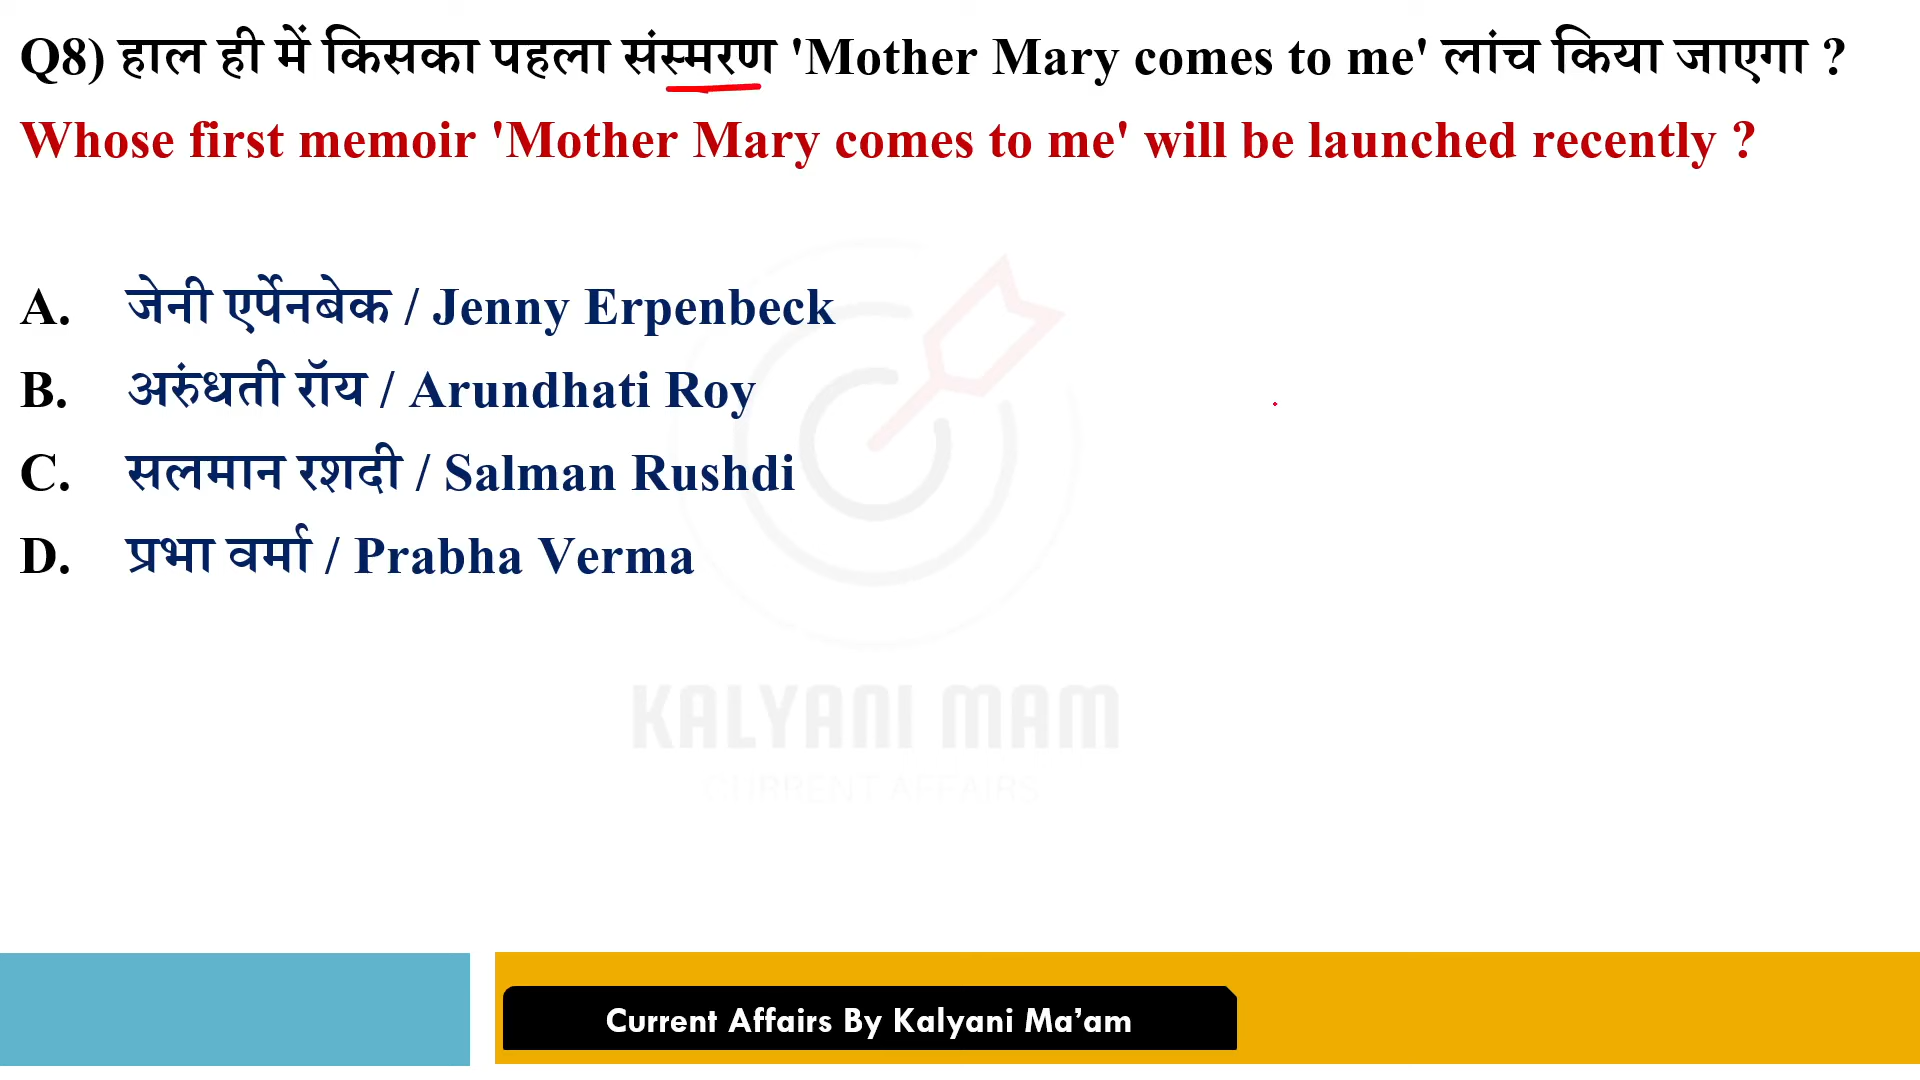 Q8) हाल ही में किसका पहला संस्मरण 'Mother Mary comes to me' लांच किया जाएगा ?
Whose first memoir 'Mother Mary comes to me' will be launched recently ?
A. जेनी एर्पेनबेक / Jenny Erpenbeck
B. अरुंधती रॉय / Arundhati Roy
C. सलमान रशदी / Salman Rushdi
D. प्रभा वर्मा / Prabha Verma
KALYANI MAM
CURRENT AFFAIRS
Current Affairs By Kalyani Ma’am